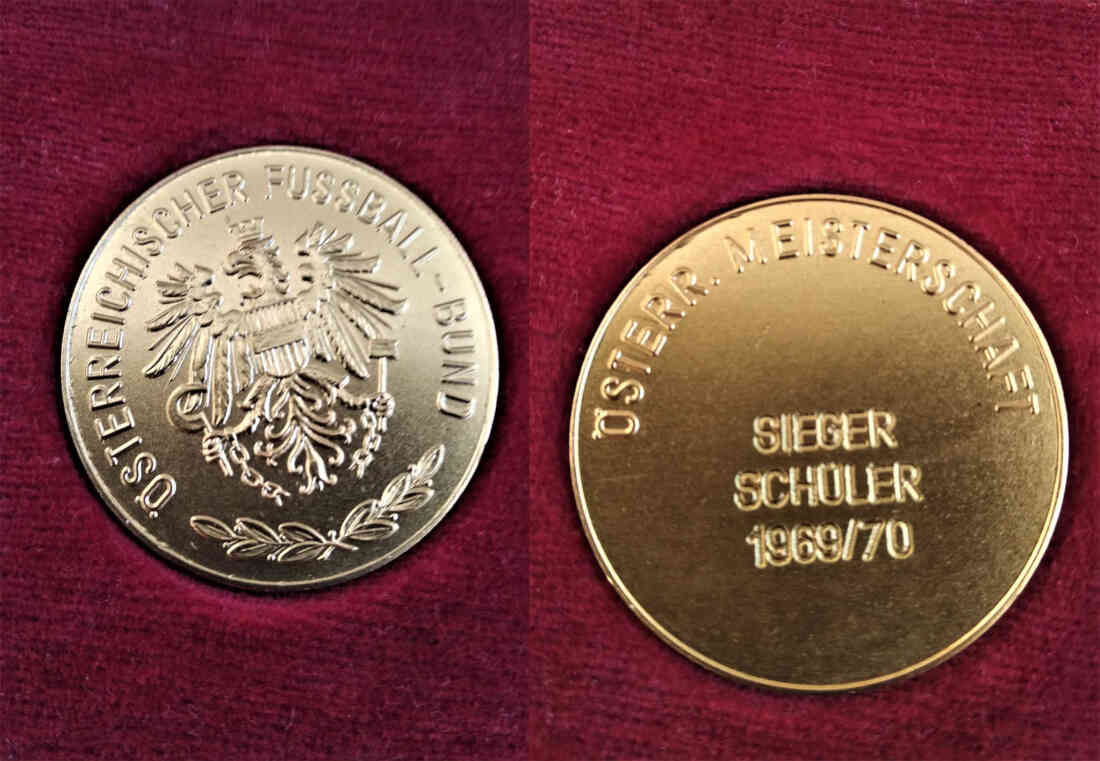 ÖSTERREICHISCHER FUSSBALL-BUND
ÖSTERR. MEISTERSCHAFT
SIEGER
SCHÜLER
1969/70